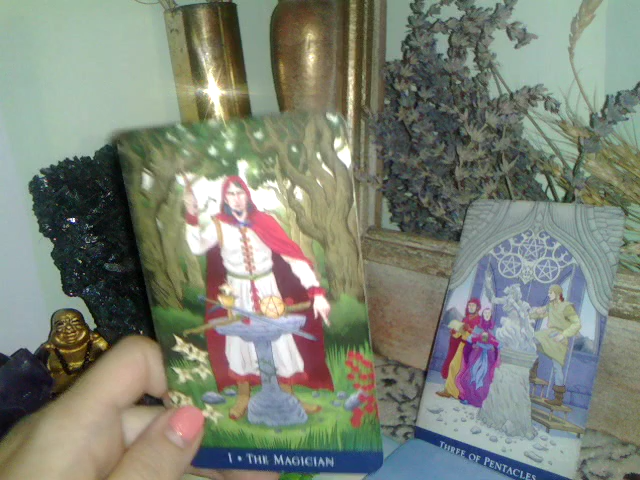 I • THE MAGICIAN
THREE OF PENTACLES